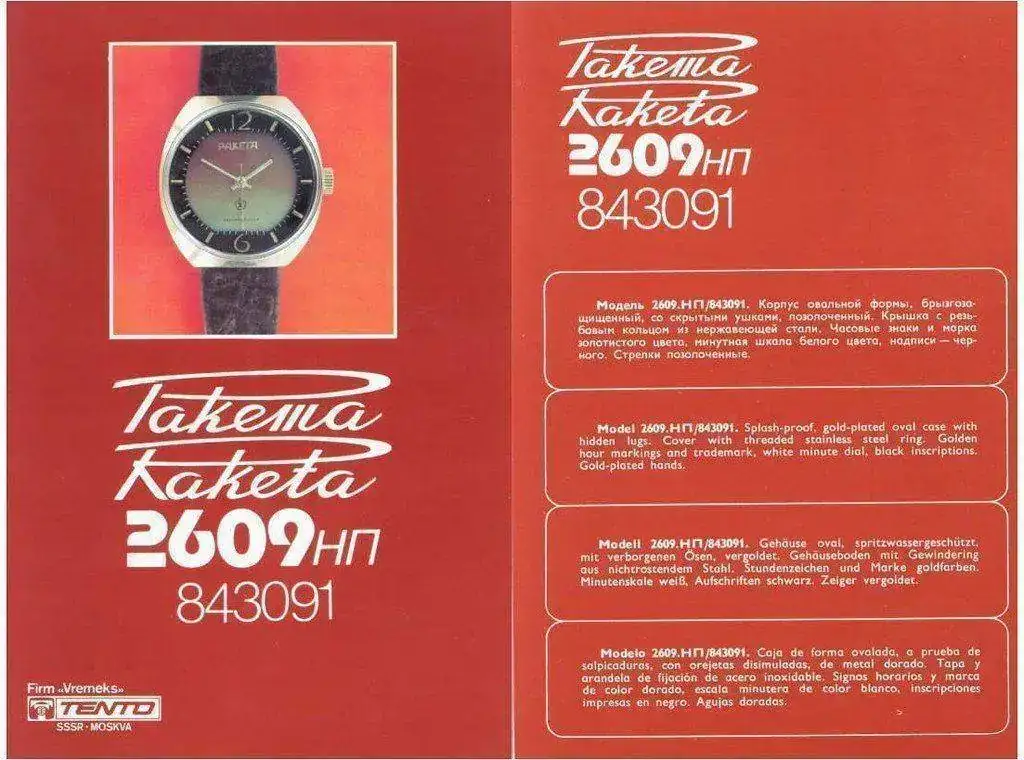 12
РАКЕТА
6
Ракета
Raketa
2609 НП
843091
Firm «Vremeks»
TENTO
SSSR · MOSKVA
Ракета
Raketa
2609 НП
843091
Модель 2609.НП/843091. Корпус овальной формы, брызгоза-
щищенный, со скрытыми ушками, позолоченный. Крышка с резь-
бовым кольцом из нержавеющей стали. Часовые знаки и марка
золотистого цвета, минутная шкала белого цвета, надписи — чер-
ного. Стрелки позолоченные.
Model 2609.НП/843091. Splash-proof, gold-plated oval case with
hidden lugs. Cover with threaded stainless steel ring. Golden
hour markings and trademark, white minute dial, black inscriptions.
Gold-plated hands.
Modell 2609.НП/843091. Gehäuse oval, spritzwassergeschützt,
mit verborgenen Ösen, vergoldet. Gehäuseboden mit Gewindering
aus nichtrostendem Stahl. Stundenzeichen und Marke goldfarben.
Minutenskale weiß, Aufschriften schwarz. Zeiger vergoldet.
Modelo 2609.НП/843091. Caja de forma ovalada, a prueba de
salpicaduras, con orejetas disimuladas, de metal dorado. Tapa y
arandela de fijación de acero inoxidable. Signos horarios y marca
de color dorado, escala minutera de color blanco, inscripciones
impresas en negro. Agujas doradas.